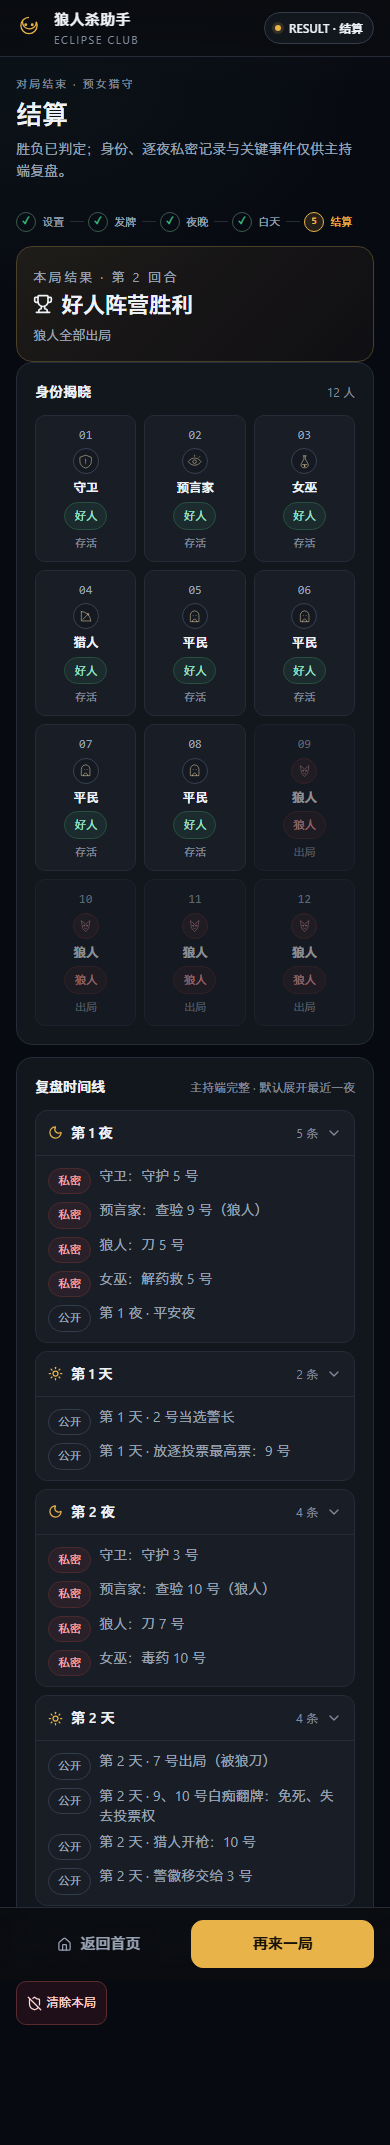 狼人杀助手
ECLIPSE CLUB
RESULT · 结算
对局结束 · 预女猎守
结算
胜负已判定；身份、逐夜私密记录与关键事件仅供主持
端复盘。
设置 发牌 夜晚 白天 5 结算
本局结果 · 第 2 回合
好人阵营胜利
狼人全部出局
身份揭晓 12 人
01 02 03
守卫 预言家 女巫
好人 好人 好人
存活 存活 存活
04 05 06
猎人 平民 平民
好人 好人 好人
存活 存活 存活
07 08 09
平民 平民 狼人
好人 好人 狼人
存活 存活 出局
10 11 12
狼人 狼人 狼人
狼人 狼人 狼人
出局 出局 出局
复盘时间线 主持端完整 · 默认展开最近一夜
第 1 夜 5 条
私密 守卫：守护 5 号
私密 预言家：查验 9 号（狼人）
私密 狼人：刀 5 号
私密 女巫：解药救 5 号
公开 第 1 夜 · 平安夜
第 1 天 2 条
公开 第 1 天 · 2 号当选警长
公开 第 1 天 · 放逐投票最高票：9 号
第 2 夜 4 条
私密 守卫：守护 3 号
私密 预言家：查验 10 号（狼人）
私密 狼人：刀 7 号
私密 女巫：毒药 10 号
第 2 天 4 条
公开 第 2 天 · 7 号出局（被狼刀）
公开 第 2 天 · 9、10 号白痴翻牌：免死、失
去投票权
公开 第 2 天 · 猎人开枪：10 号
公开 第 2 天 · 警徽移交给 3 号
返回首页 再来一局
清除本局